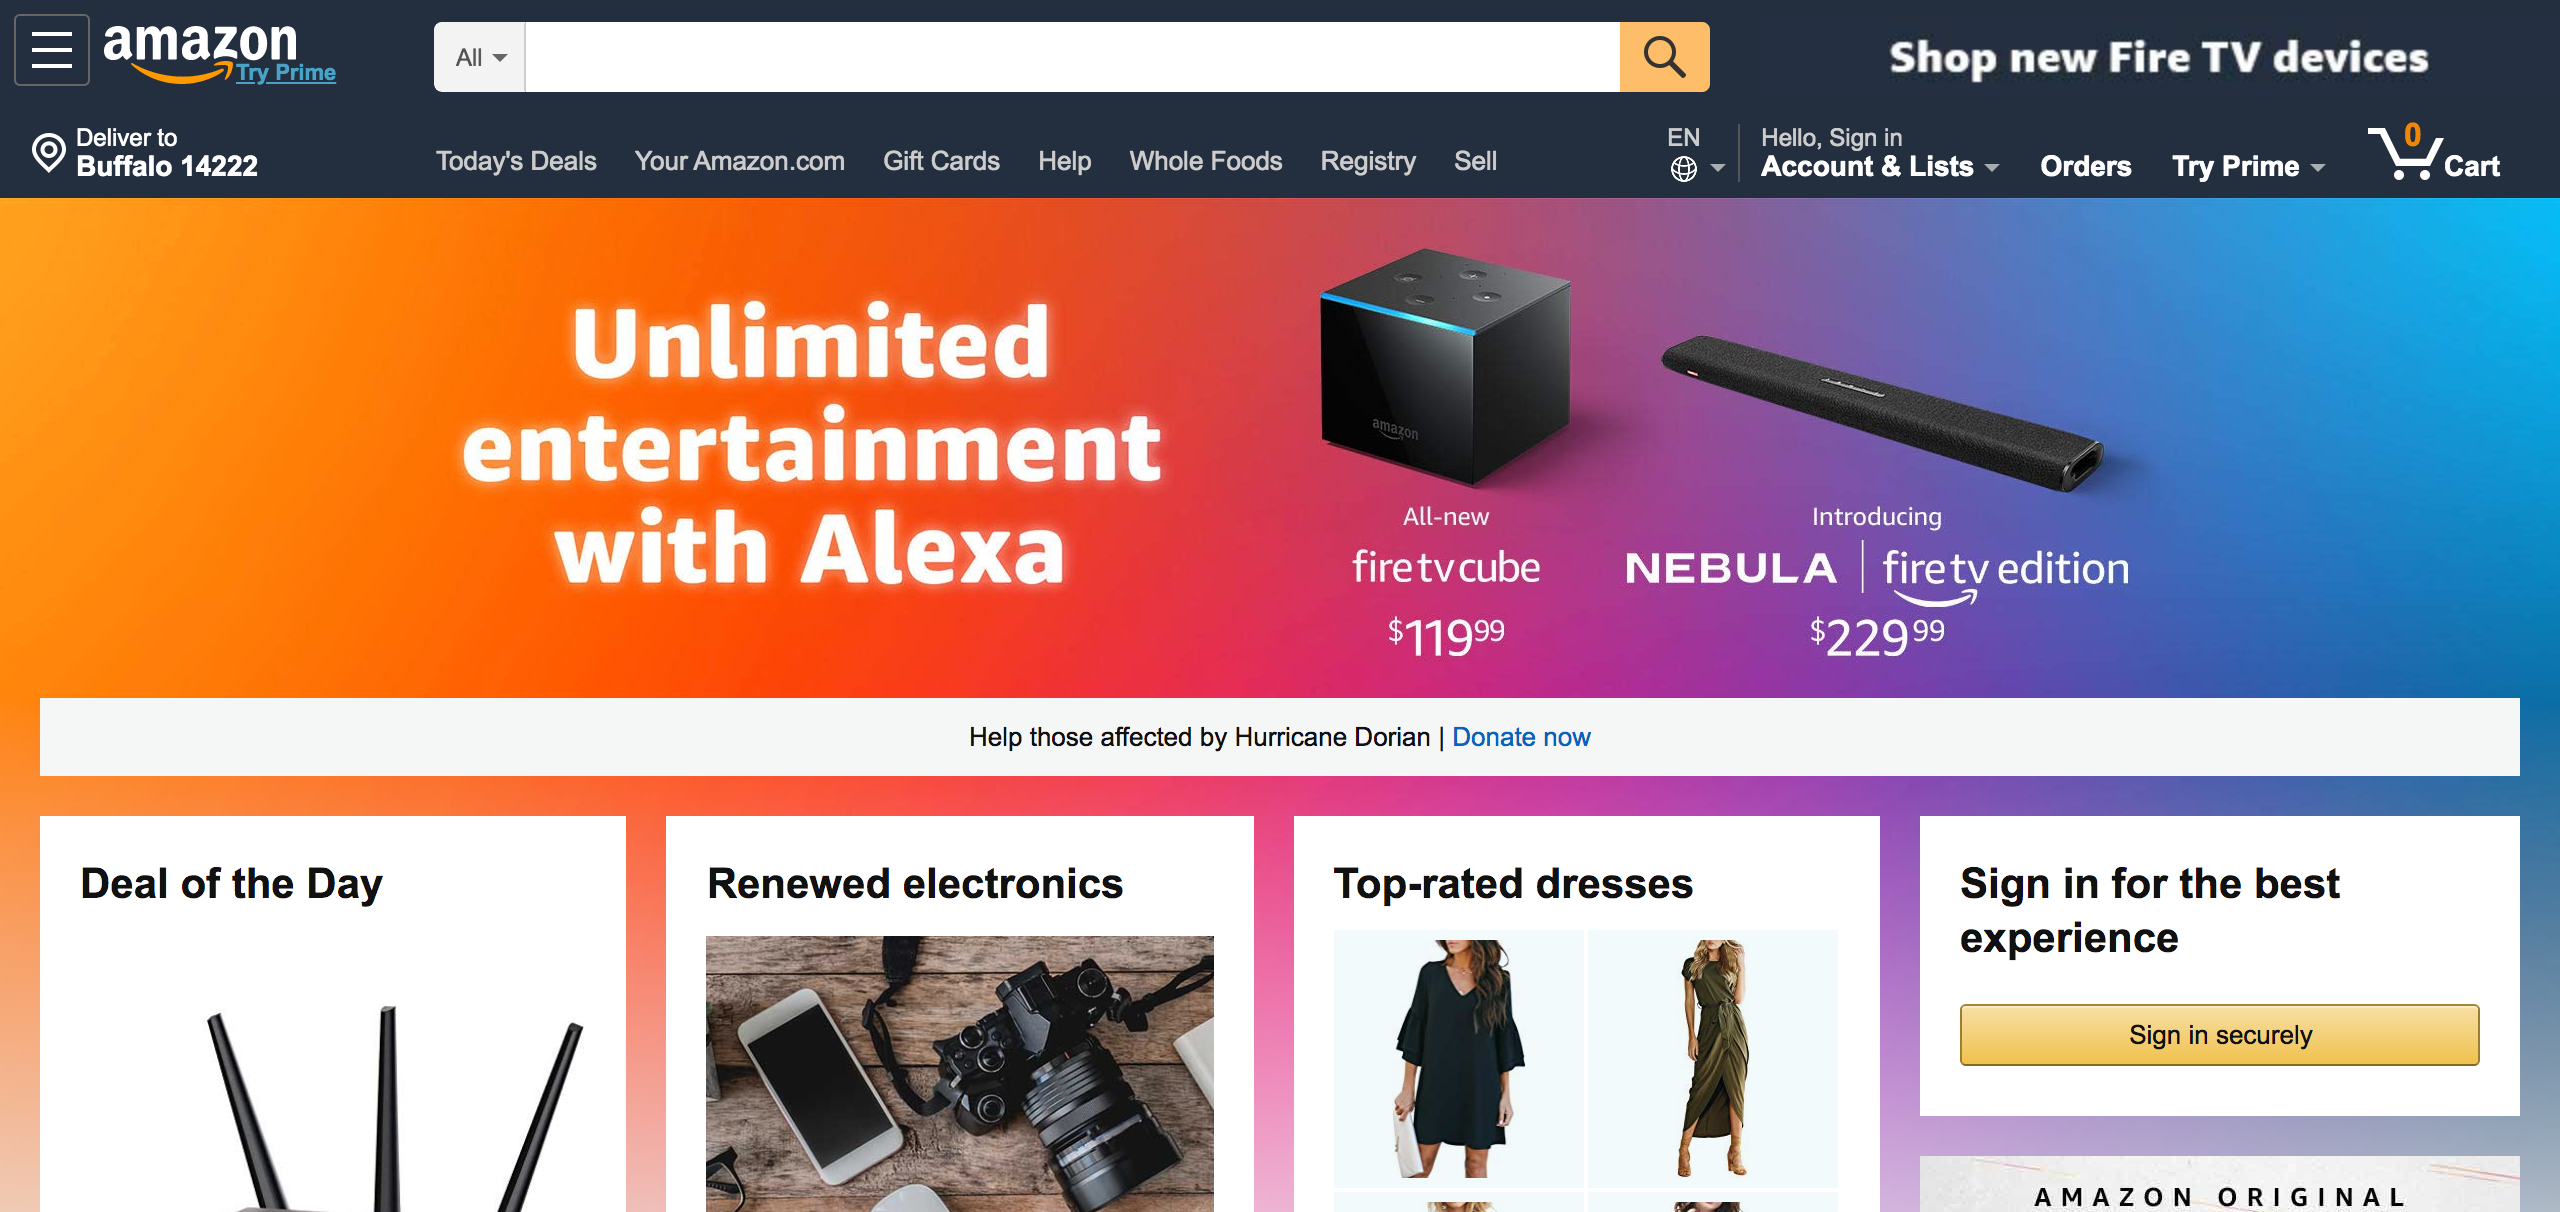 amazon
Try Prime
All
Shop new Fire TV devices
Deliver to
Buffalo 14222
Today's Deals
Your Amazon.com
Gift Cards
Help
Whole Foods
Registry
Sell
EN
Hello, Sign in
Account & Lists
Orders
Try Prime
0
Cart
Unlimited
entertainment
with Alexa
amazon
All-new
fire tv cube
$119.99
Introducing
NEBULA | fire tv edition
$229.99
Help those affected by Hurricane Dorian | Donate now
Deal of the Day
Renewed electronics
Top-rated dresses
Sign in for the best
experience
Sign in securely
AMAZON ORIGINAL